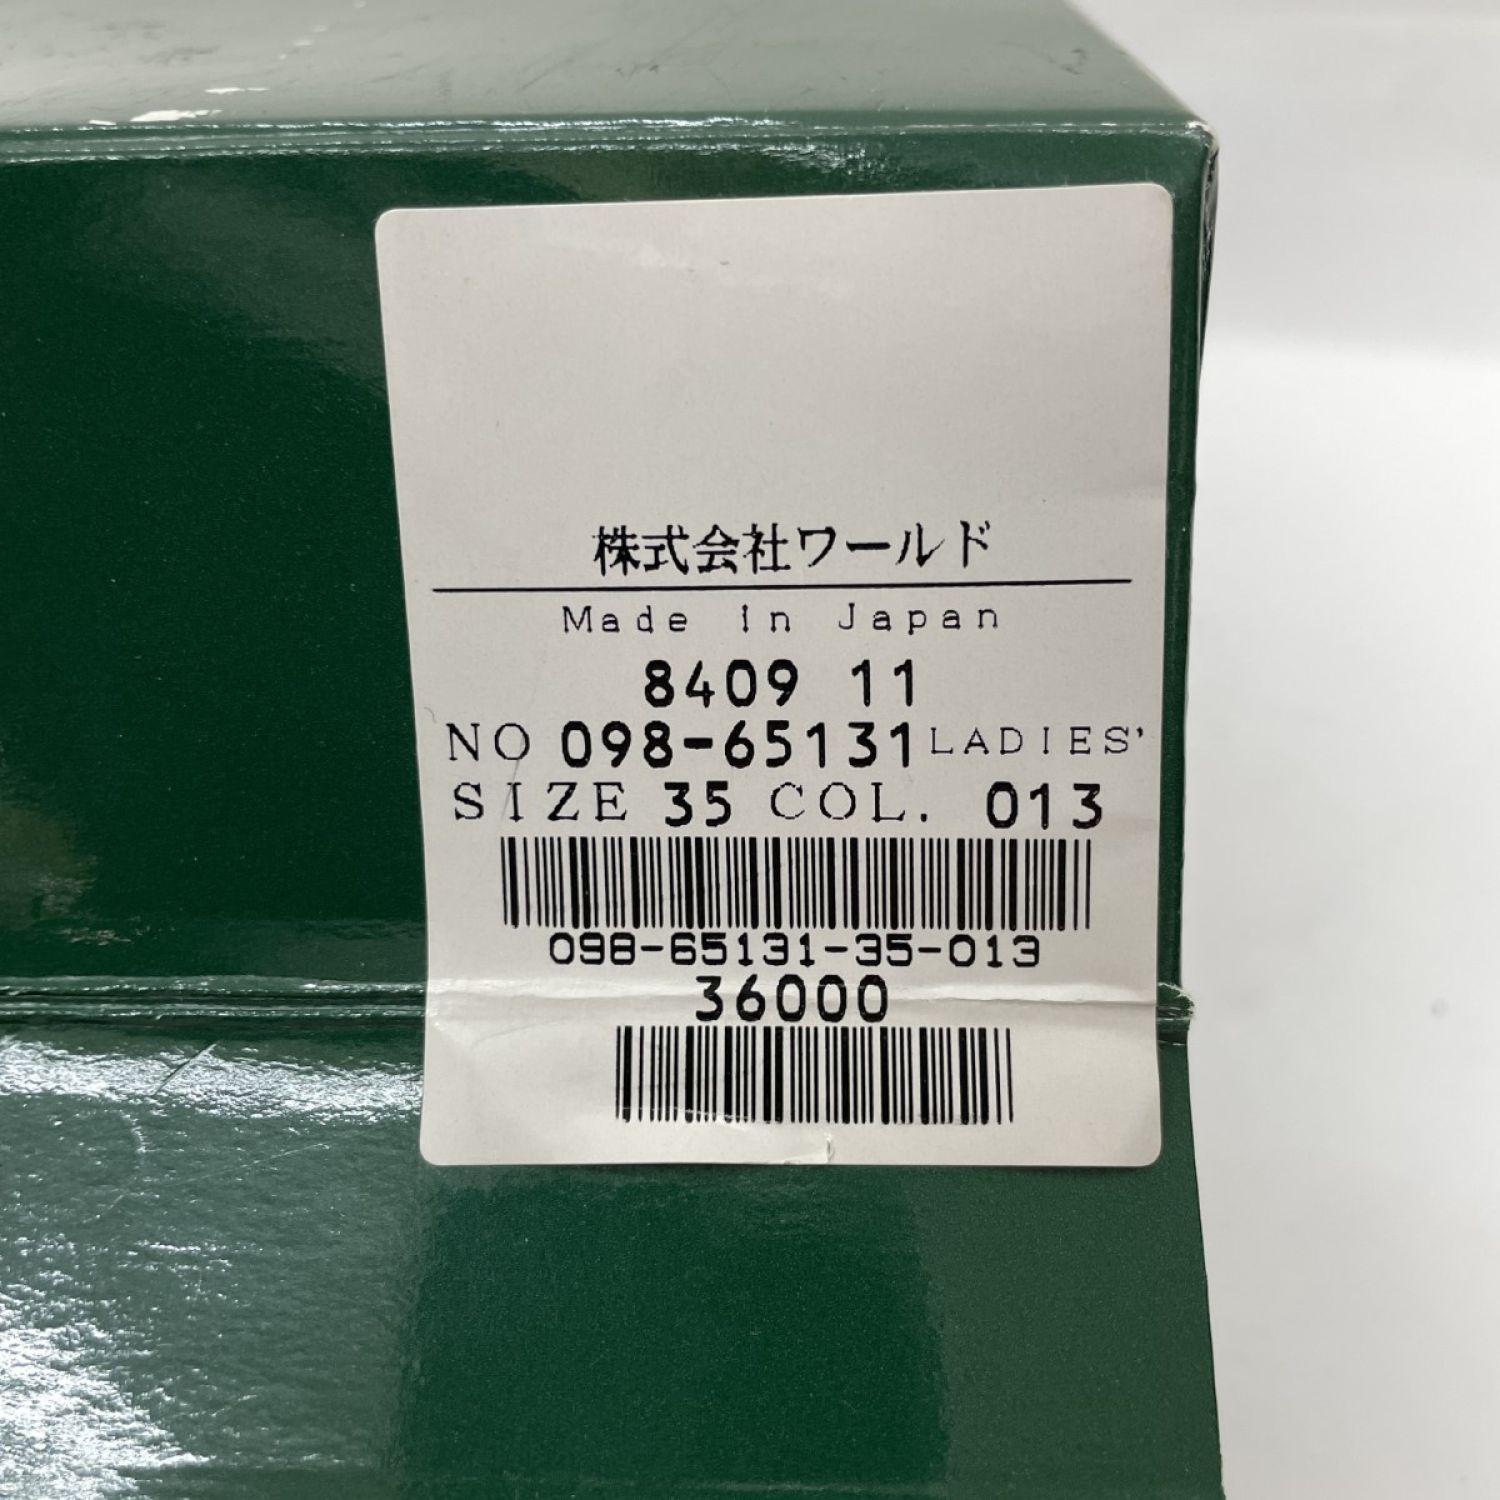 株式会社ワールド
Made in Japan
8409 11
NO 098-65131 LADIES'
SIZE 35 COL. 013
098-65131-35-013
36000